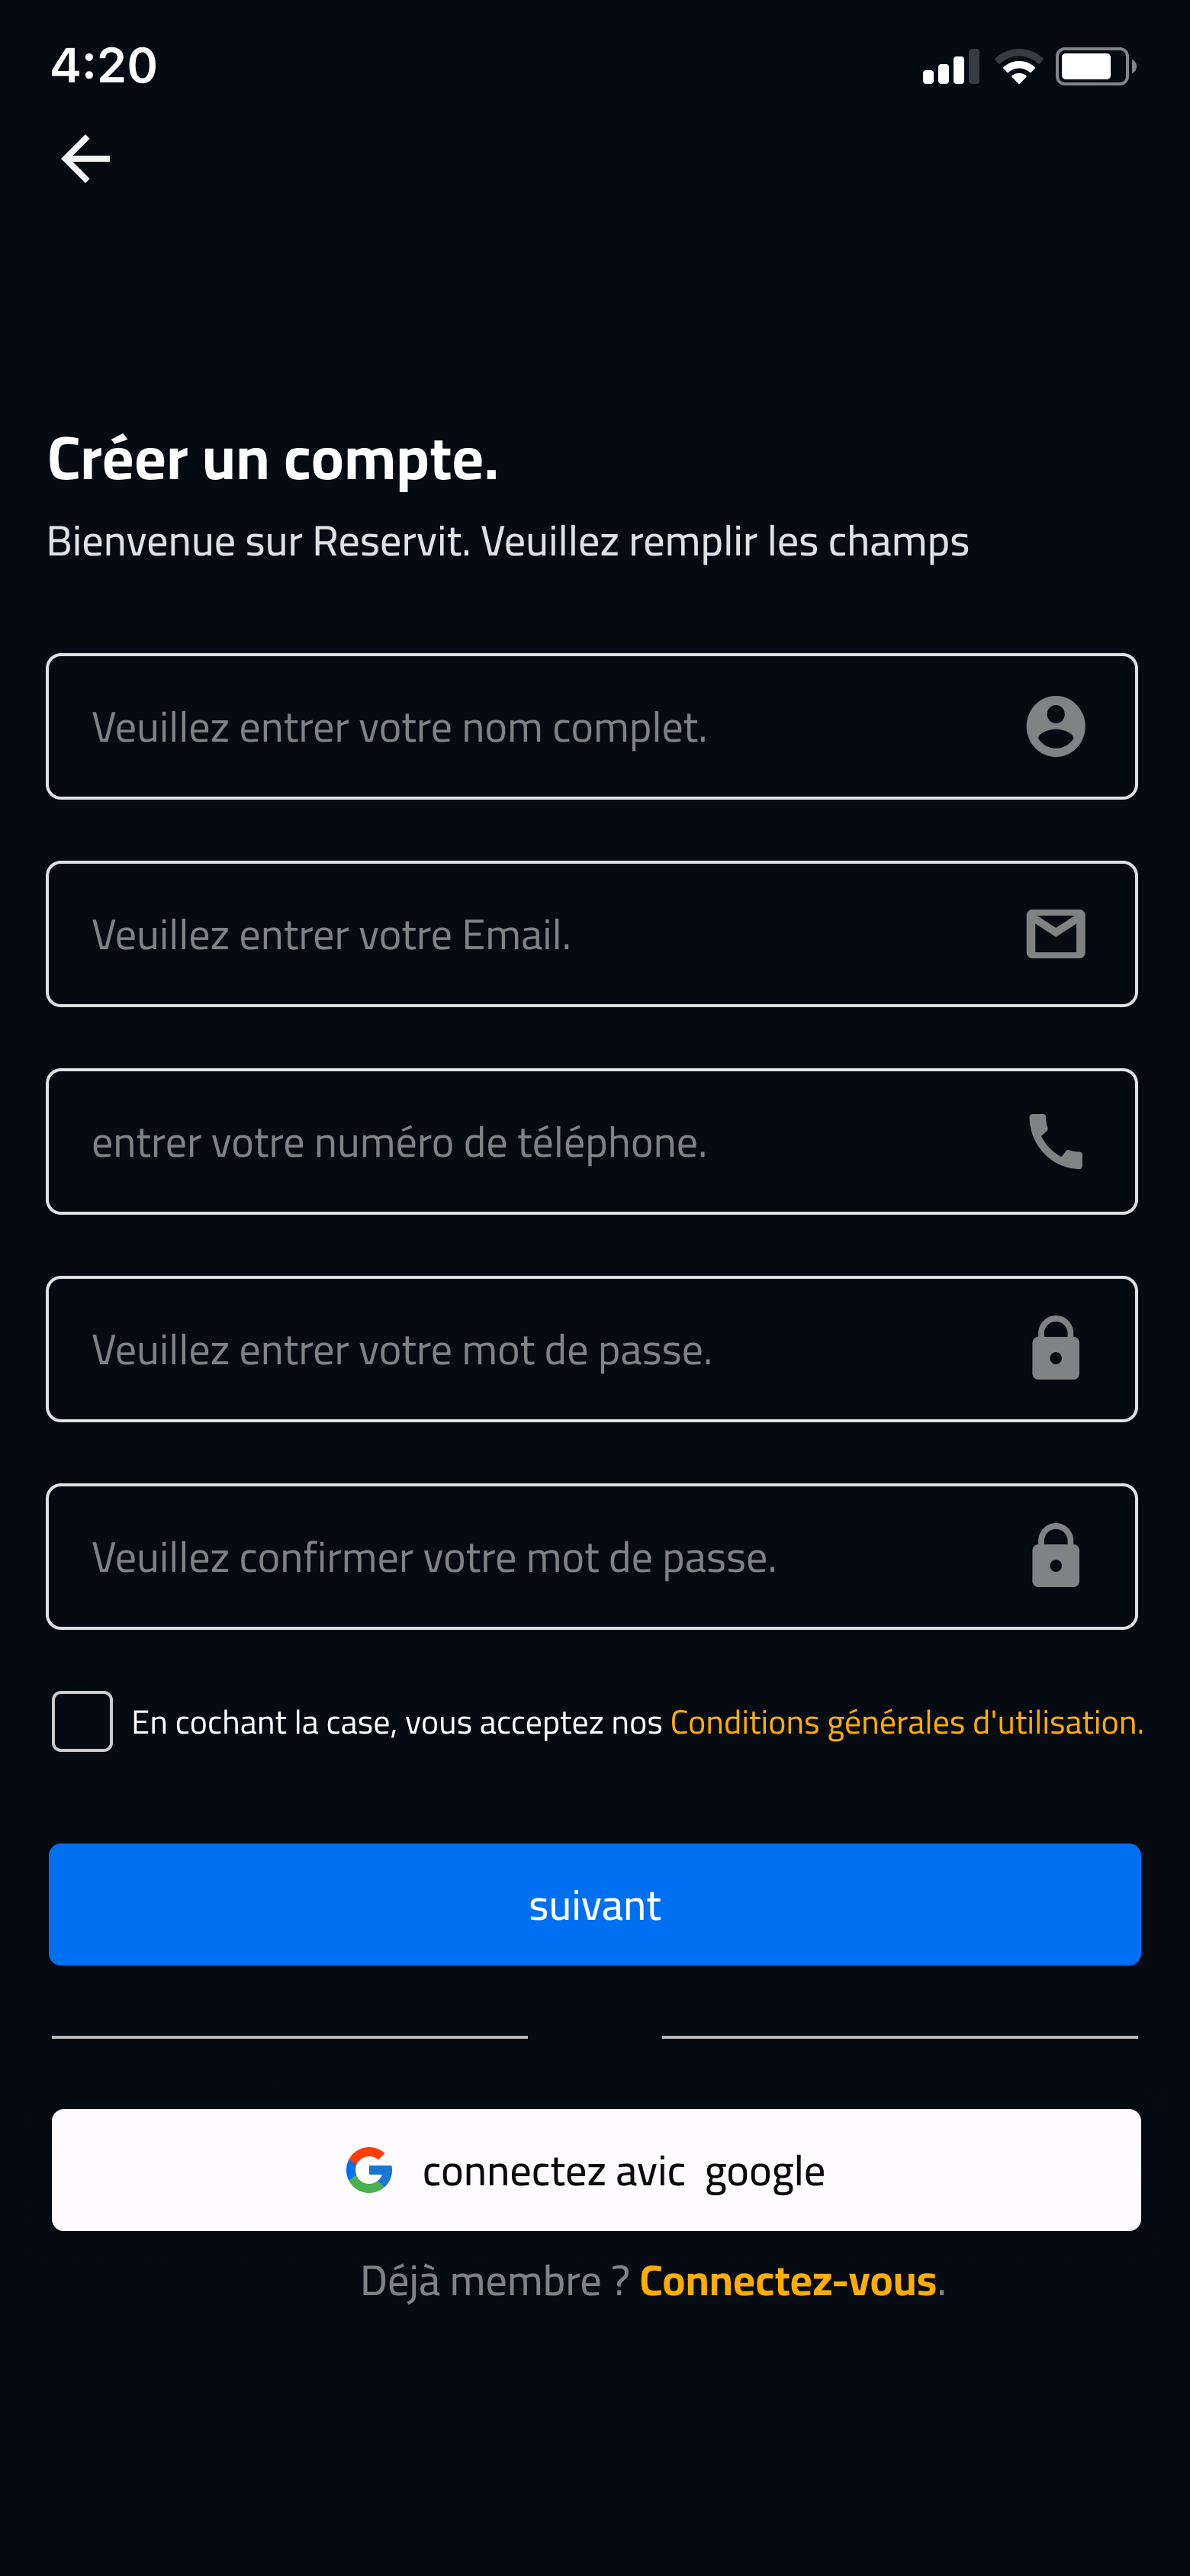 4:20
Créer un compte.
Bienvenue sur Reservit. Veuillez remplir les champs
Veuillez entrer votre nom complet.
Veuillez entrer votre Email.
entrer votre numéro de téléphone.
Veuillez entrer votre mot de passe.
Veuillez confirmer votre mot de passe.
En cochant la case, vous acceptez nos Conditions générales d'utilisation.
suivant
connectez avic google
Déjà membre ? Connectez-vous.